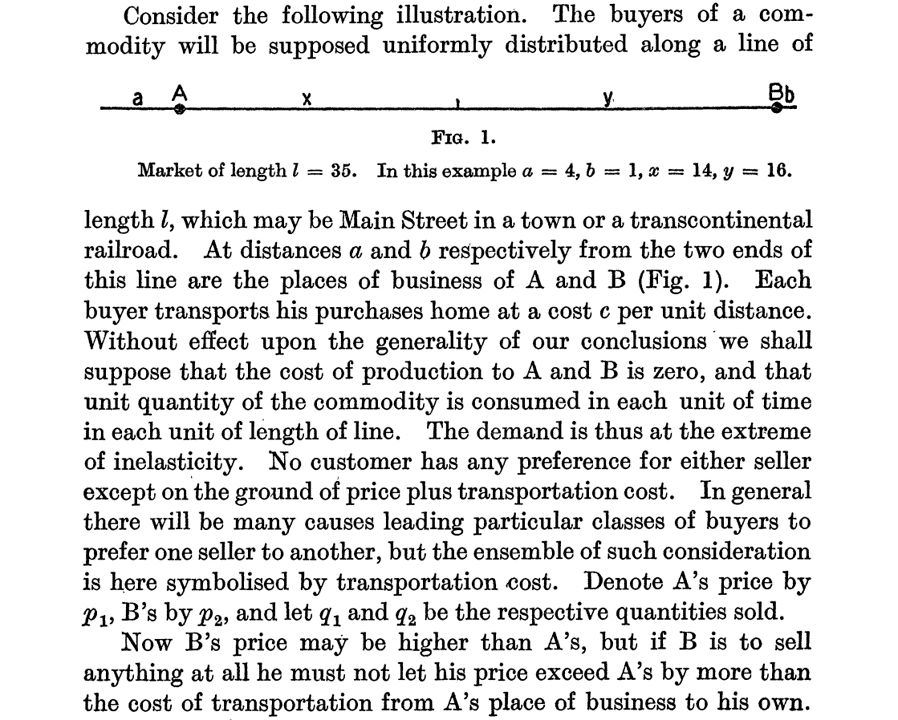 Consider the following illustration. The buyers of a com-
modity will be supposed uniformly distributed along a line of
a A x y Bb
Fig. 1.
Market of length l = 35. In this example a = 4, b = 1, x = 14, y = 16.
length l, which may be Main Street in a town or a transcontinental
railroad. At distances a and b respectively from the two ends of
this line are the places of business of A and B (Fig. 1). Each
buyer transports his purchases home at a cost c per unit distance.
Without effect upon the generality of our conclusions we shall
suppose that the cost of production to A and B is zero, and that
unit quantity of the commodity is consumed in each unit of time
in each unit of length of line. The demand is thus at the extreme
of inelasticity. No customer has any preference for either seller
except on the ground of price plus transportation cost. In general
there will be many causes leading particular classes of buyers to
prefer one seller to another, but the ensemble of such consideration
is here symbolised by transportation cost. Denote A's price by
p₁, B's by p₂, and let q₁ and q₂ be the respective quantities sold.
Now B's price may be higher than A's, but if B is to sell
anything at all he must not let his price exceed A's by more than
the cost of transportation from A's place of business to his own.